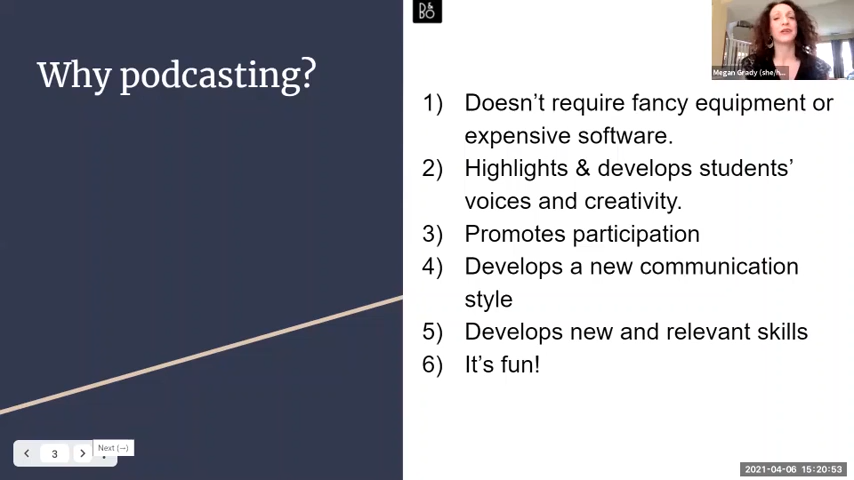 Why podcasting?
B&O
Megan Grady (she/h...
1) Doesn't require fancy equipment or
expensive software.
2) Highlights & develops students'
voices and creativity.
3) Promotes participation
4) Develops a new communication
style
5) Develops new and relevant skills
6) It's fun!
3
Next (→)
2021-04-06 15:20:53